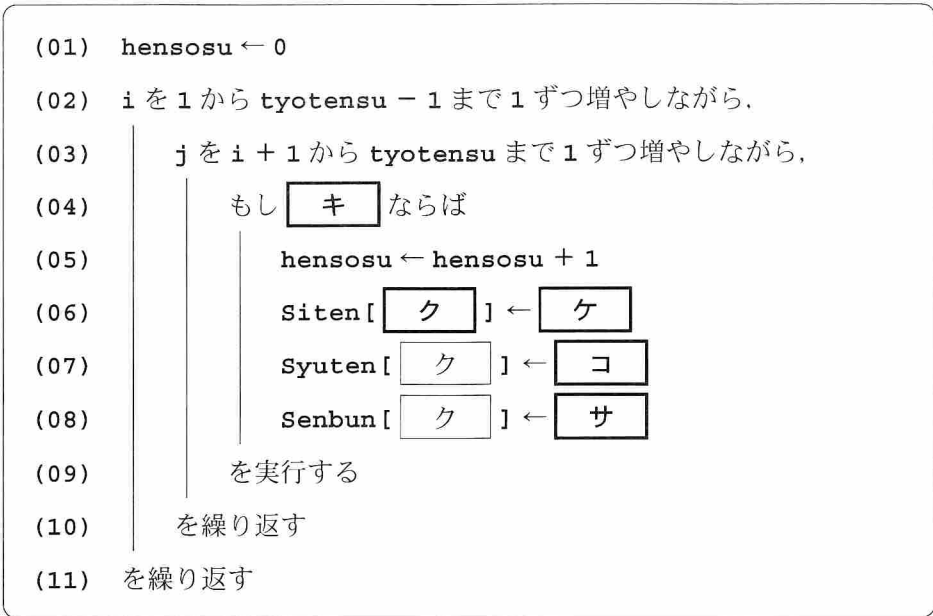 (01) hensosu ← 0
(02) i を 1 から tyotensu − 1 まで 1 ずつ増やしながら，
(03) j を i + 1 から tyotensu まで 1 ずつ増やしながら，
(04) もし キ ならば
(05) hensosu ← hensosu + 1
(06) Siten[ ク ] ← ケ
(07) Syuten[ ク ] ← コ
(08) Senbun[ ク ] ← サ
(09) を実行する
(10) を繰り返す
(11) を繰り返す